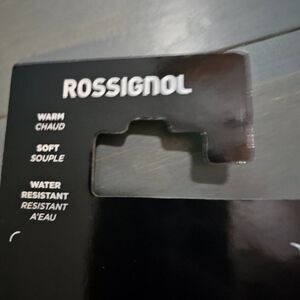 ROSSIGNOL
WARM
CHAUD
SOFT
SOUPLE
WATER
RESISTANT
RESISTANT
A'EAU